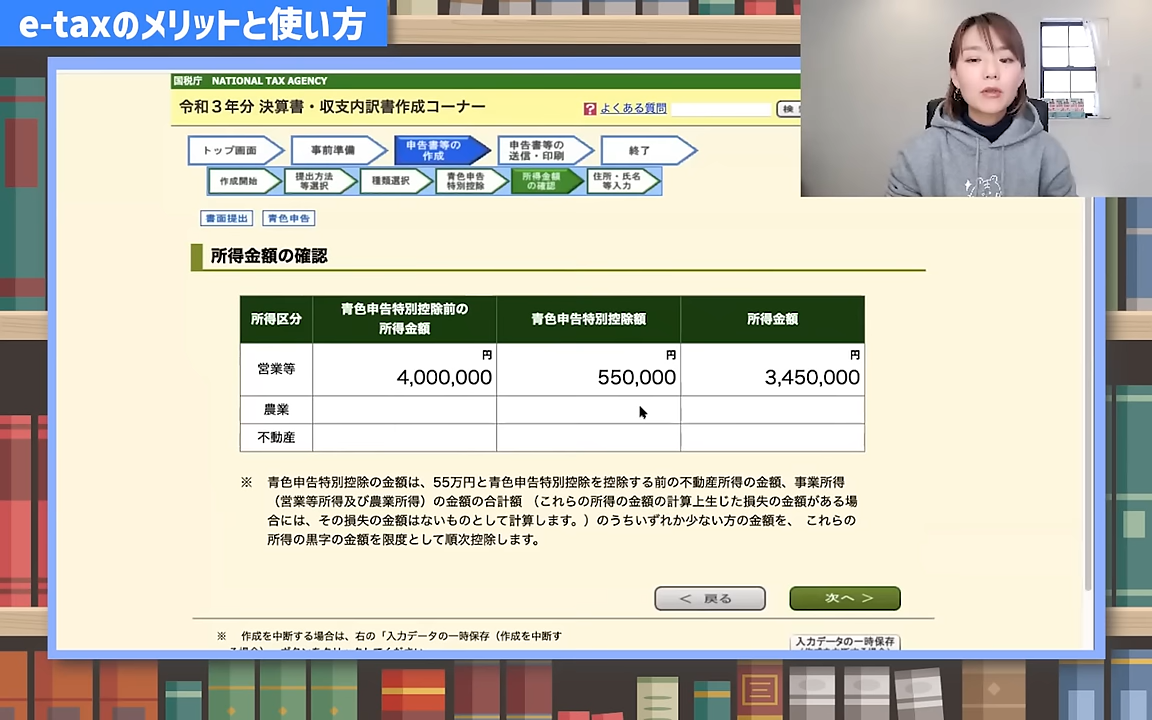 e-taxのメリットと使い方
国税庁 NATIONAL TAX AGENCY
令和3年分 決算書・収支内訳書作成コーナー
? よくある質問
検
トップ画面
事前準備
申告書等の
作成
申告書等の
送信・印刷
終了
作成開始
提出方法
等選択
種類選択
青色申告
特別控除
所得金額
の確認
住所・氏名
等入力
書面提出
青色申告
所得金額の確認
所得区分
青色申告特別控除前の
所得金額
青色申告特別控除額
所得金額
営業等
円
4,000,000
円
550,000
円
3,450,000
農業
不動産
※ 青色申告特別控除の金額は、55万円と青色申告特別控除を控除する前の不動産所得の金額、事業所得
(営業等所得及び農業所得)の金額の合計額 (これらの所得の金額の計算上生じた損失の金額がある場
合には、その損失の金額はないものとして計算します。)のうちいずれか少ない方の金額を、 これらの
所得の黒字の金額を限度として順次控除します。
< 戻る
次へ >
※ 作成を中断する場合は、右の「入力データの一時保存(作成を中断す
入力データの一時保存